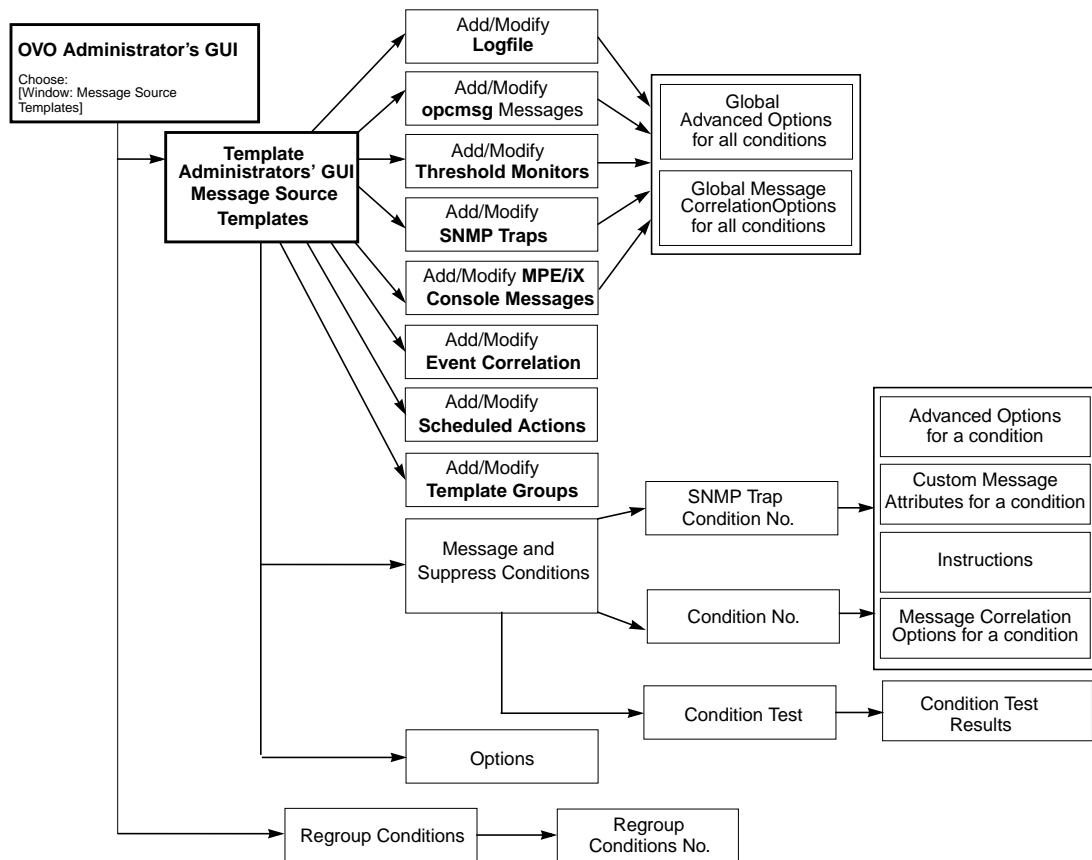 OVO Administrator's GUI
Choose:
[Window: Message Source
Templates]
Template
Administrators' GUI
Message Source
Templates
Add/Modify
Logfile
Add/Modify
opcmsg Messages
Add/Modify
Threshold Monitors
Add/Modify
SNMP Traps
Add/Modify MPE/iX
Console Messages
Add/Modify
Event Correlation
Add/Modify
Scheduled Actions
Add/Modify
Template Groups
Global
Advanced Options
for all conditions
Global Message
CorrelationOptions
for all conditions
Message and
Suppress Conditions
SNMP Trap
Condition No.
Condition No.
Advanced Options
for a condition
Custom Message
Attributes for a condition
Instructions
Message Correlation
Options for a condition
Condition Test
Condition Test
Results
Options
Regroup Conditions
Regroup
Conditions No.